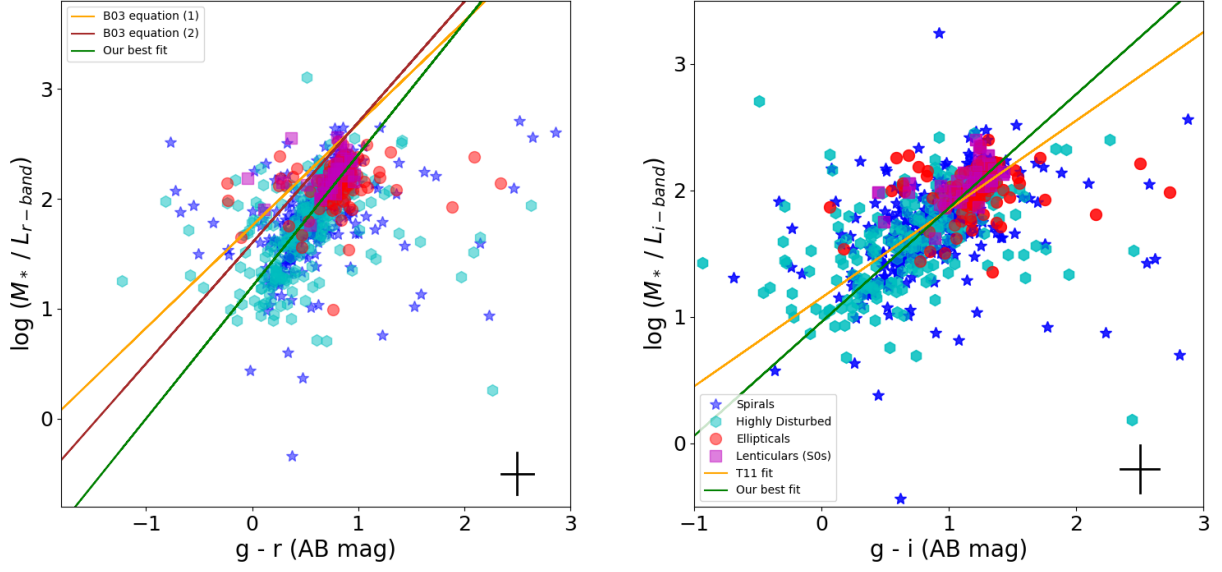 B03 equation (1)
B03 equation (2)
Our best fit
3
2
1
0
log (M* / Lr−band)
−1
0
1
2
3
g - r (AB mag)
3
2
1
0
log (M* / Li−band)
Spirals
Highly Disturbed
Ellipticals
Lenticulars (S0s)
T11 fit
Our best fit
−1
0
1
2
3
g - i (AB mag)